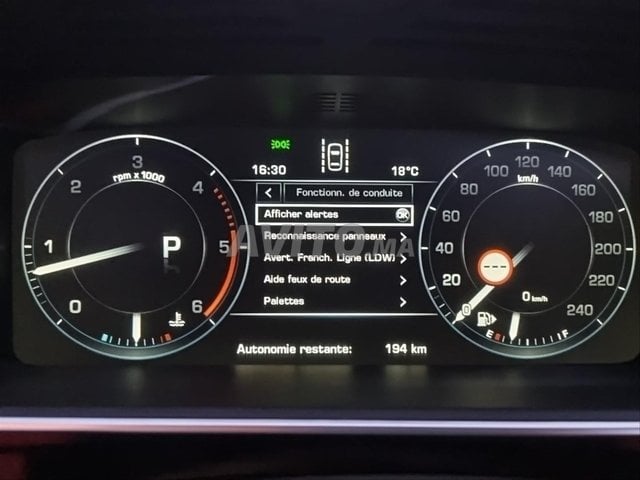 16:30
18°C
Fonctionn. de conduite
Afficher alertes OK
Reconnaissance panneaux
Avert. Franch. Ligne (LDW)
Aide feux de route
Palettes
Autonomie restante: 194 km
rpm x 1000
0 1 2 3 4 5 6
P
km/h
0 20 40 60 80 100 120 140 160 180 200 220 240
---
0 km/h
E F
AVITO.MA